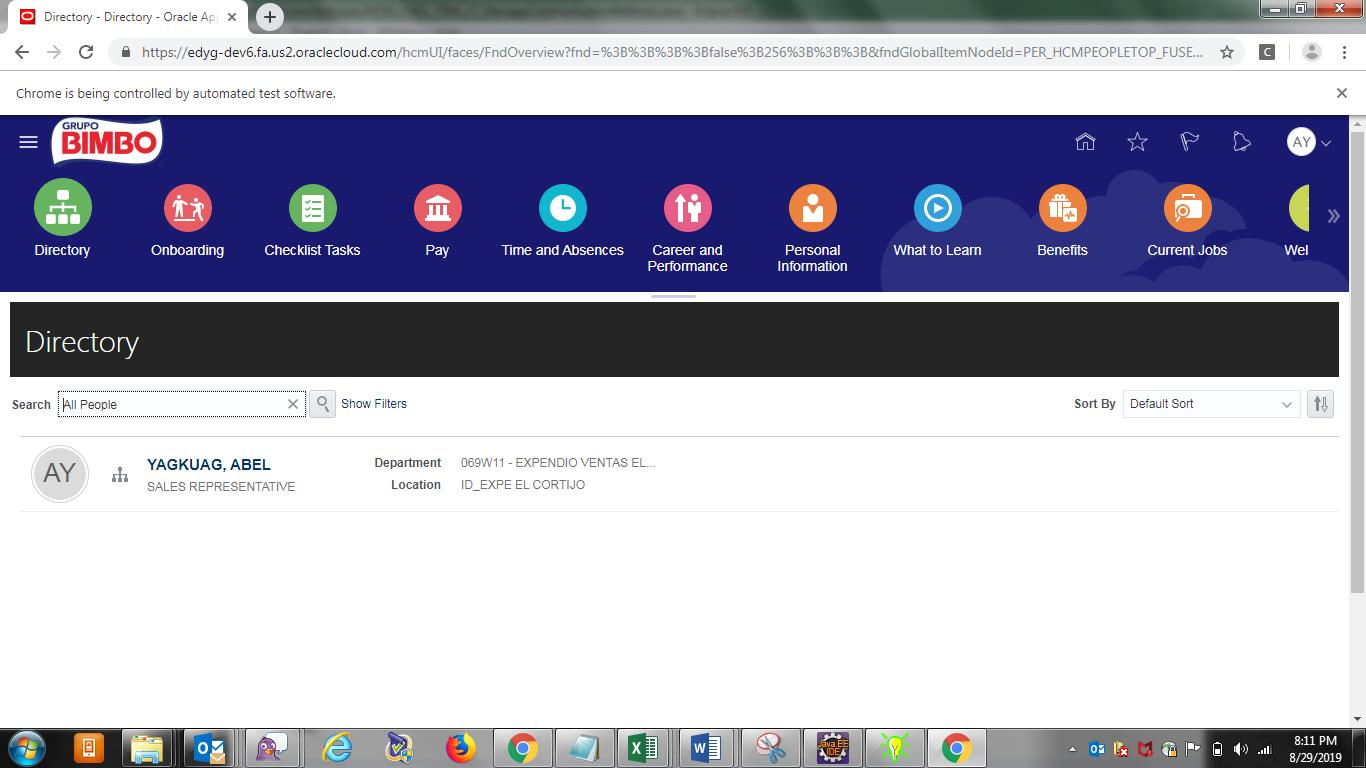 Directory - Directory - Oracle Ap
https://edyg-dev6.fa.us2.oraclecloud.com/hcmUI/faces/FndOverview?fnd=%3B%3B%3B%3Bfalse%3B256%3B%3B%3B&fndGlobalItemNodeId=PER_HCMPEOPLETOP_FUSE...
Chrome is being controlled by automated test software.
GRUPO
BIMBO
AY
Directory
Onboarding
Checklist Tasks
Pay
Time and Absences
Career and
Performance
Personal
Information
What to Learn
Benefits
Current Jobs
Wel
Directory
Search All People Show Filters Sort By Default Sort
AY
YAGKUAG, ABEL
SALES REPRESENTATIVE
Department 069W11 - EXPENDIO VENTAS EL...
Location ID_EXPE EL CORTIJO
Java EE
IDE
8:11 PM
8/29/2019